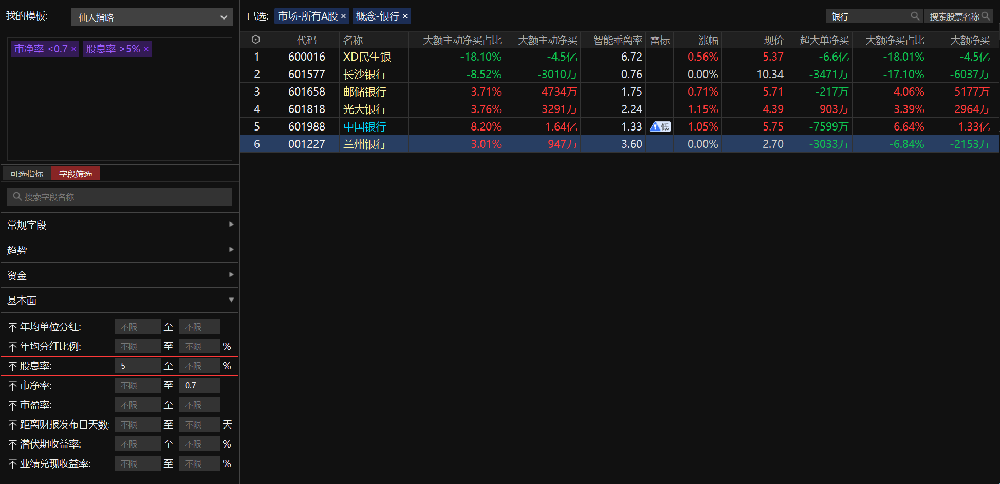 我的模板:
仙人指路
市净率 ≤0.7 ×
股息率 ≥5% ×
可选指标
字段筛选
搜索字段名称
常规字段
趋势
资金
基本面
年均单位分红: 不限 至 不限
年均分红比例: 不限 至 不限 %
股息率: 5 至 不限 %
市净率: 不限 至 0.7
市盈率: 不限 至 不限
距离财报发布日天数: 不限 至 不限 天
潜伏期收益率: 不限 至 不限 %
业绩兑现收益率: 不限 至 不限 %
已选: 市场-所有A股 × 概念-银行 ×
银行
搜索股票名称
代码 名称 大额主动净买占比 大额主动净买 智能乖离率 雷标 涨幅 现价 超大单净买 大额净买占比 大额净买
1 600016 XD民生银 -18.10% -4.5亿 6.72 0.56% 5.37 -6.6亿 -18.01% -4.5亿
2 601577 长沙银行 -8.52% -3010万 0.76 0.00% 10.34 -3471万 -17.10% -6037万
3 601658 邮储银行 3.71% 4734万 1.75 0.71% 5.71 -217万 4.06% 5177万
4 601818 光大银行 3.76% 3291万 2.24 1.15% 4.39 903万 3.39% 2964万
5 601988 中国银行 8.20% 1.64亿 1.33 低 1.05% 5.75 -7599万 6.64% 1.33亿
6 001227 兰州银行 3.01% 947万 3.60 0.00% 2.70 -3033万 -6.84% -2153万